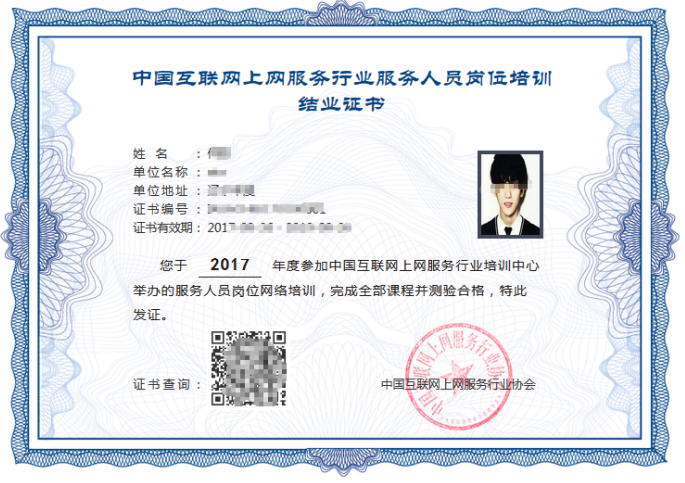 中国互联网上网服务行业服务人员岗位培训
结业证书
姓 名 ：
单位名称 ：
单位地址 ：
证书编号 ：
证书有效期： 2017
您于 2017 年度参加中国互联网上网服务行业培训中心
举办的服务人员岗位网络培训，完成全部课程并测验合格，特此
发证。
证书查询 ：
中国互联网上网服务行业协会
中国互联网上网服务行业协会